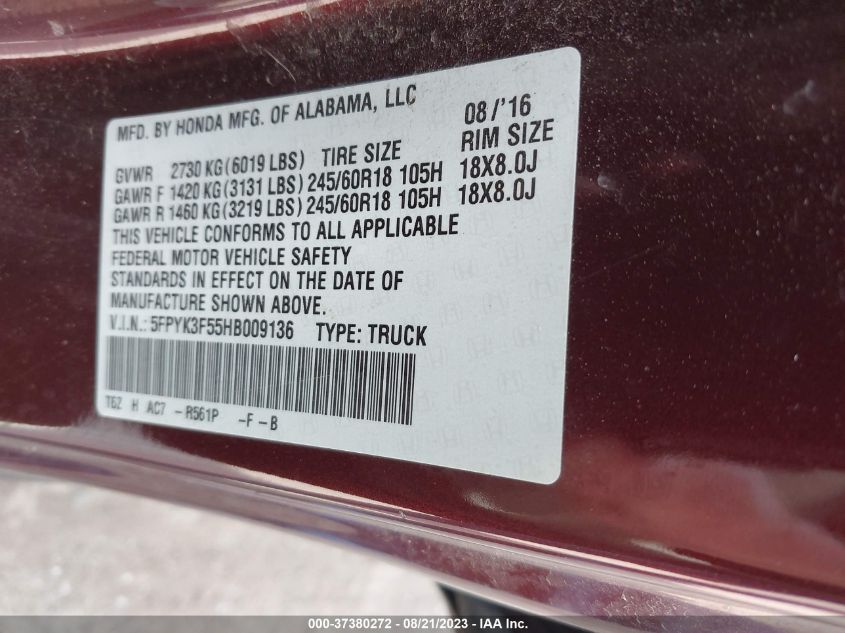 MFD. BY HONDA MFG. OF ALABAMA, LLC 08/'16
GVWR 2730 KG(6019 LBS) TIRE SIZE RIM SIZE
GAWR F 1420 KG(3131 LBS) 245/60R18 105H 18X8.0J
GAWR R 1460 KG(3219 LBS) 245/60R18 105H 18X8.0J
THIS VEHICLE CONFORMS TO ALL APPLICABLE
FEDERAL MOTOR VEHICLE SAFETY
STANDARDS IN EFFECT ON THE DATE OF
MANUFACTURE SHOWN ABOVE.
V.I.N.: 5FPYK3F55HB009136 TYPE: TRUCK
T6Z H AC7 -R561P -F-B
000-37380272 - 08/21/2023 - IAA Inc.